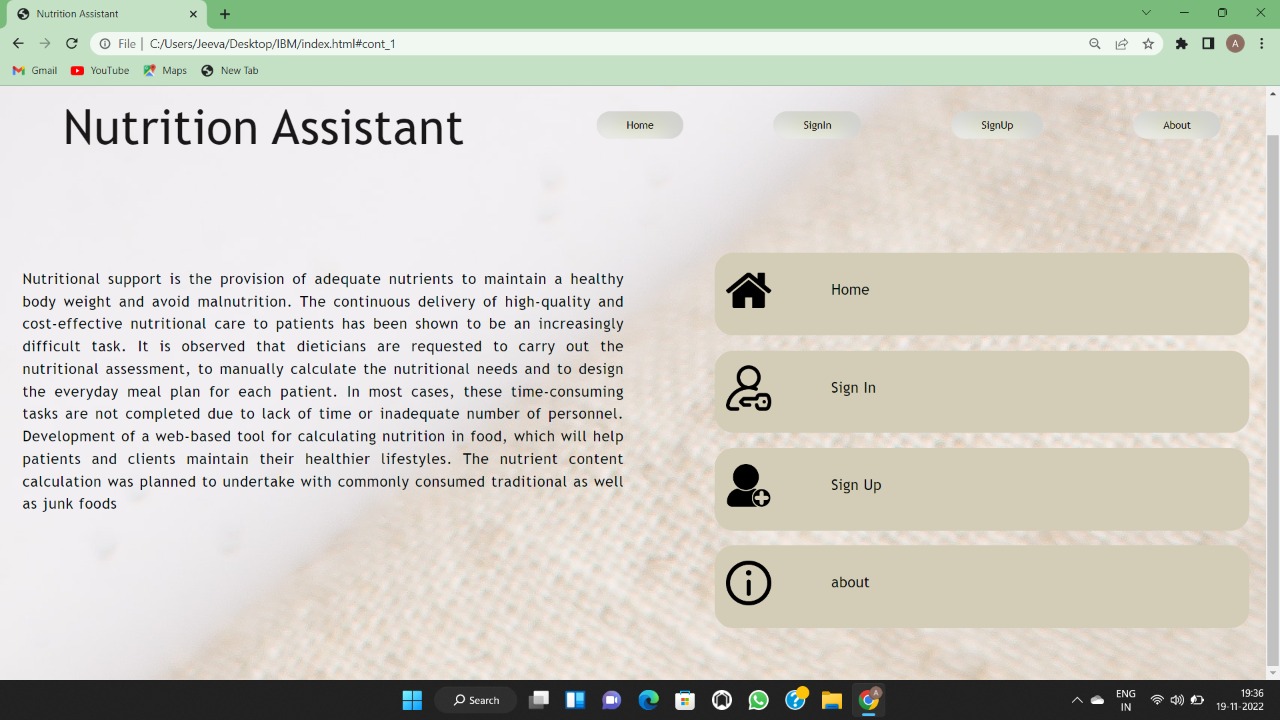 Nutrition Assistant
File
C:/Users/Jeeva/Desktop/IBM/index.html#cont_1
A
Gmail YouTube Maps New Tab
Nutrition Assistant
Home SignIn SignUp About
Nutritional support is the provision of adequate nutrients to maintain a healthy
body weight and avoid malnutrition. The continuous delivery of high-quality and
cost-effective nutritional care to patients has been shown to be an increasingly
difficult task. It is observed that dieticians are requested to carry out the
nutritional assessment, to manually calculate the nutritional needs and to design
the everyday meal plan for each patient. In most cases, these time-consuming
tasks are not completed due to lack of time or inadequate number of personnel.
Development of a web-based tool for calculating nutrition in food, which will help
patients and clients maintain their healthier lifestyles. The nutrient content
calculation was planned to undertake with commonly consumed traditional as well
as junk foods
Home
Sign In
Sign Up
about
Search
ENG
IN
19:36
19-11-2022